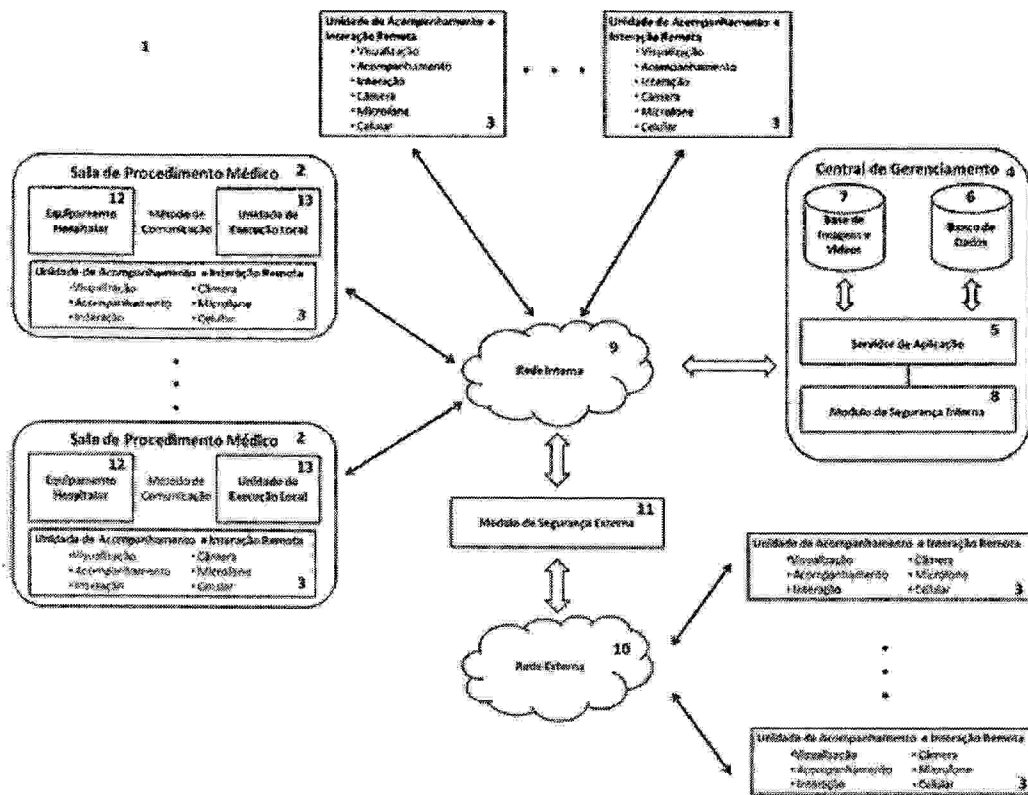 1
Unidade de Acompanhamento e
Interação Remota
• Visualização
• Acompanhamento
• Interação
• Câmera
• Microfone
• Celular
3
Unidade de Acompanhamento e
Interação Remota
• Visualização
• Acompanhamento
• Interação
• Câmera
• Microfone
• Celular
3
Sala de Procedimento Médico 2
12
Equipamento
Hospitalar
Método de
Comunicação
13
Unidade de
Execução Local
Unidade de Acompanhamento e Interação Remota
• Visualização • Câmera
• Acompanhamento • Microfone
• Interação • Celular
3
Central de Gerenciamento 4
7
Base de
Imagens e
Vídeos
6
Banco de
Dados
5
Servidor de Aplicação
8
Modulo de Segurança Interna
9
Rede Interna
Sala de Procedimento Médico 2
12
Equipamento
Hospitalar
Método de
Comunicação
13
Unidade de
Execução Local
Unidade de Acompanhamento e Interação Remota
• Visualização • Câmera
• Acompanhamento • Microfone
• Interação • Celular
3
11
Modulo de Segurança Externa
10
Rede Externa
Unidade de Acompanhamento e Interação Remota
• Visualização • Câmera
• Acompanhamento • Microfone
• Interação • Celular
3
Unidade de Acompanhamento e Interação Remota
• Visualização • Câmera
• Acompanhamento • Microfone
• Interação • Celular
3